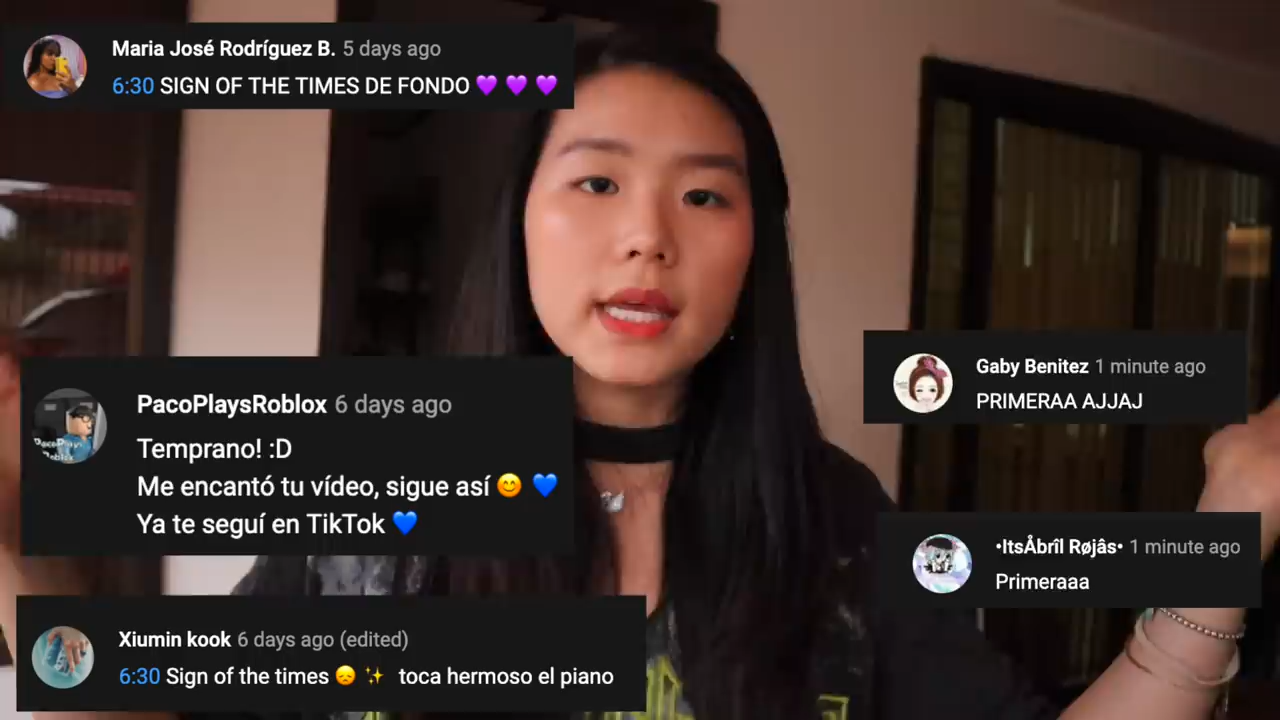 Maria José Rodríguez B. 5 days ago
6:30 SIGN OF THE TIMES DE FONDO 💜 💜 💜
PacoPlaysRoblox 6 days ago
Temprano! :D
Me encantó tu vídeo, sigue así 😊 💙
Ya te seguí en TikTok 💙
Xiumin kook 6 days ago (edited)
6:30 Sign of the times 😞 ✨ toca hermoso el piano
Gaby Benitez 1 minute ago
PRIMERAA AJJAJ
•ItsÅbrîl Røjâs• 1 minute ago
Primeraaa